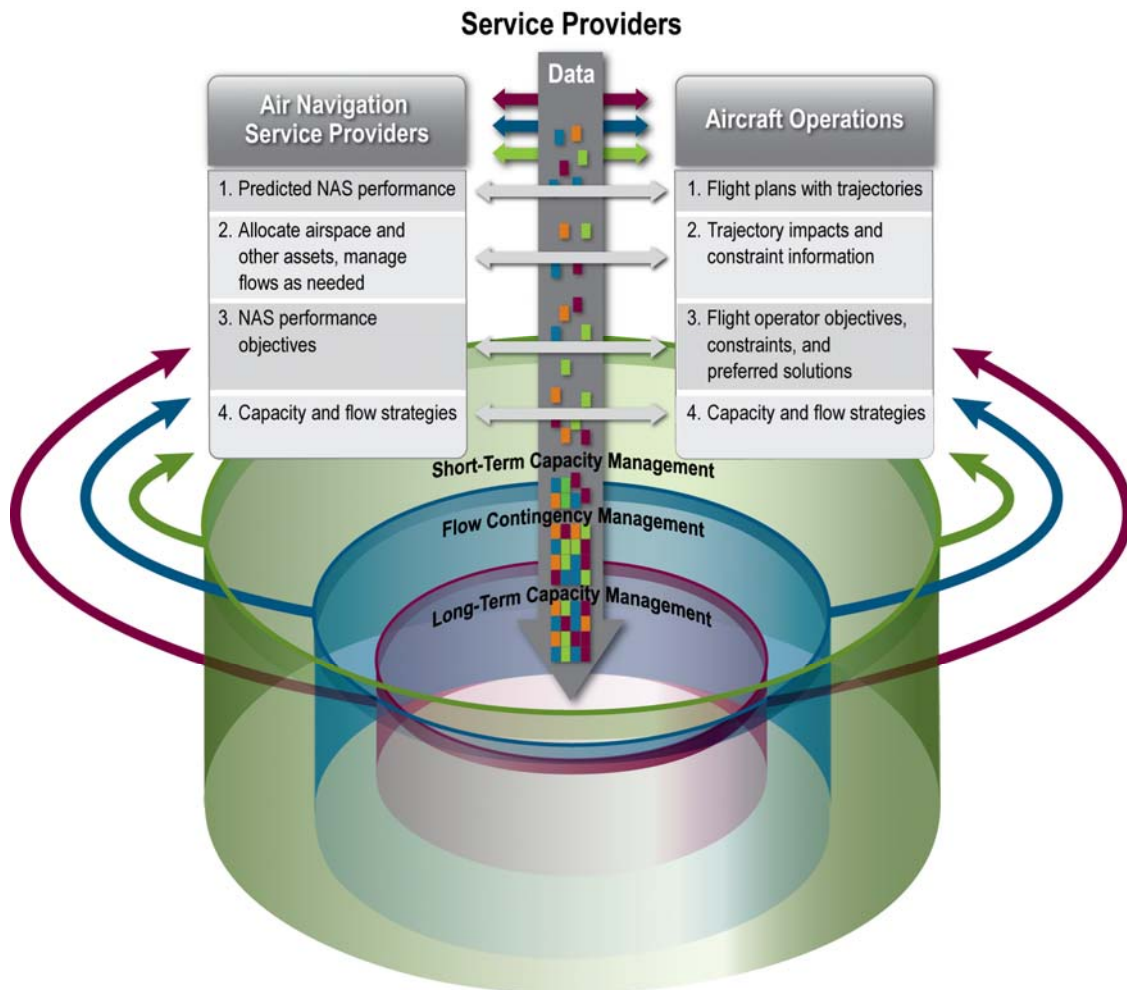 Service Providers
Data
Air Navigation
Service Providers
1. Predicted NAS performance
2. Allocate airspace and
other assets, manage
flows as needed
3. NAS performance
objectives
4. Capacity and flow strategies
Aircraft Operations
1. Flight plans with trajectories
2. Trajectory impacts and
constraint information
3. Flight operator objectives,
constraints, and
preferred solutions
4. Capacity and flow strategies
Short-Term Capacity Management
Flow Contingency Management
Long-Term Capacity Management